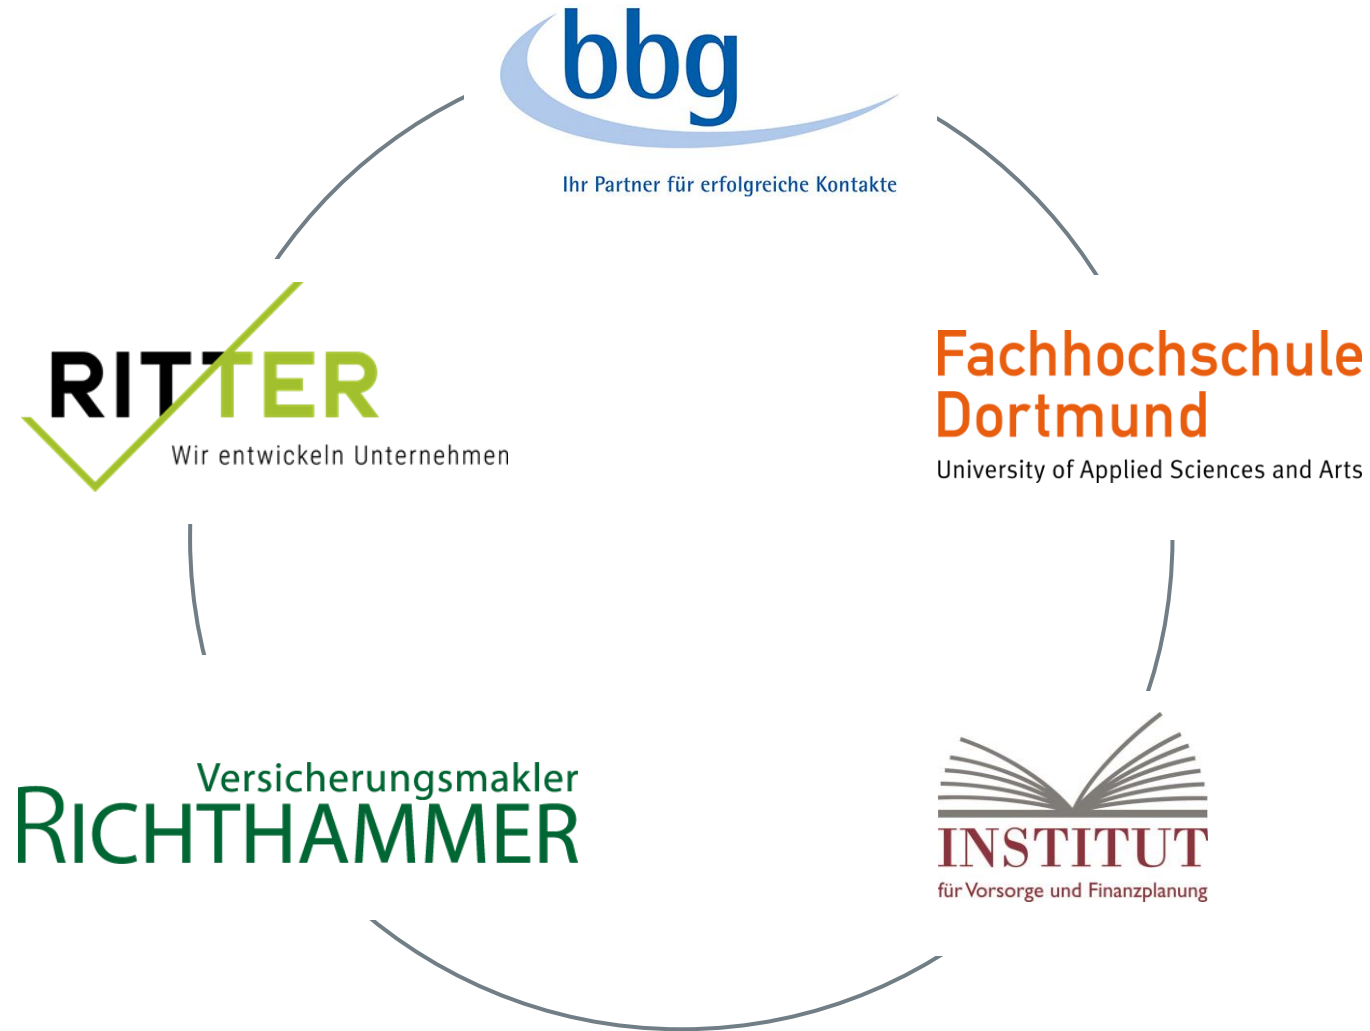 bbg
Ihr Partner für erfolgreiche Kontakte
RITTER
Wir entwickeln Unternehmen
Fachhochschule
Dortmund
University of Applied Sciences and Arts
Versicherungsmakler
RICHTHAMMER
INSTITUT
für Vorsorge und Finanzplanung